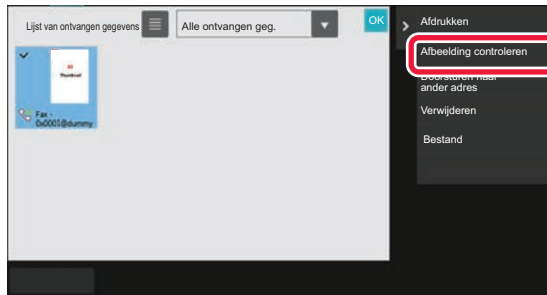 Lijst van ontvangen gegevens
Alle ontvangen geg.
OK
Thumbnail
Fax -
0x0001@dummy
Afdrukken
Afbeelding controleren
Doorsturen naar
ander adres
Verwijderen
Bestand